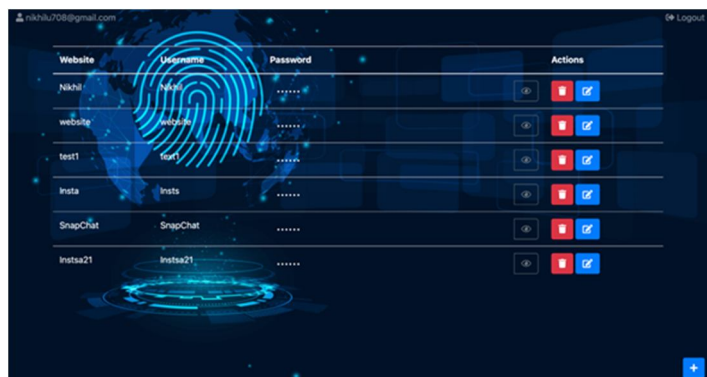 nikhilu708@gmail.com Logout
Website Username Password Actions
Nikhil Nikhil ······
website website ······
test1 text1 ······
Insta Insts ······
SnapChat SnapChat ······
Instsa21 Instsa21 ······
+